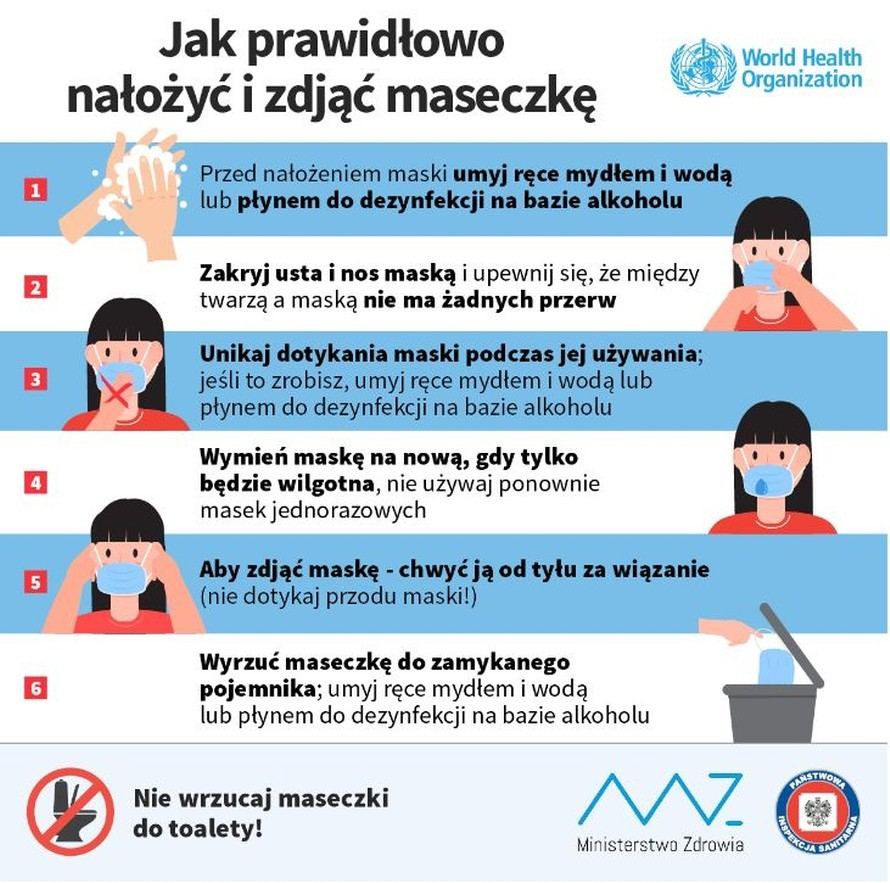 Jak prawidłowo
nałożyć i zdjąć maseczkę
World Health
Organization
1
Przed nałożeniem maski umyj ręce mydłem i wodą
lub płynem do dezynfekcji na bazie alkoholu
2
Zakryj usta i nos maską i upewnij się, że między
twarzą a maską nie ma żadnych przerw
3
Unikaj dotykania maski podczas jej używania;
jeśli to zrobisz, umyj ręce mydłem i wodą lub
płynem do dezynfekcji na bazie alkoholu
4
Wymień maskę na nową, gdy tylko
będzie wilgotna, nie używaj ponownie
masek jednorazowych
5
Aby zdjąć maskę - chwyć ją od tyłu za wiązanie
(nie dotykaj przodu maski!)
6
Wyrzuć maseczkę do zamykanego
pojemnika; umyj ręce mydłem i wodą
lub płynem do dezynfekcji na bazie alkoholu
Nie wrzucaj maseczki
do toalety!
MZ
Ministerstwo Zdrowia
PAŃSTWOWA
INSPEKCJA SANITARNA